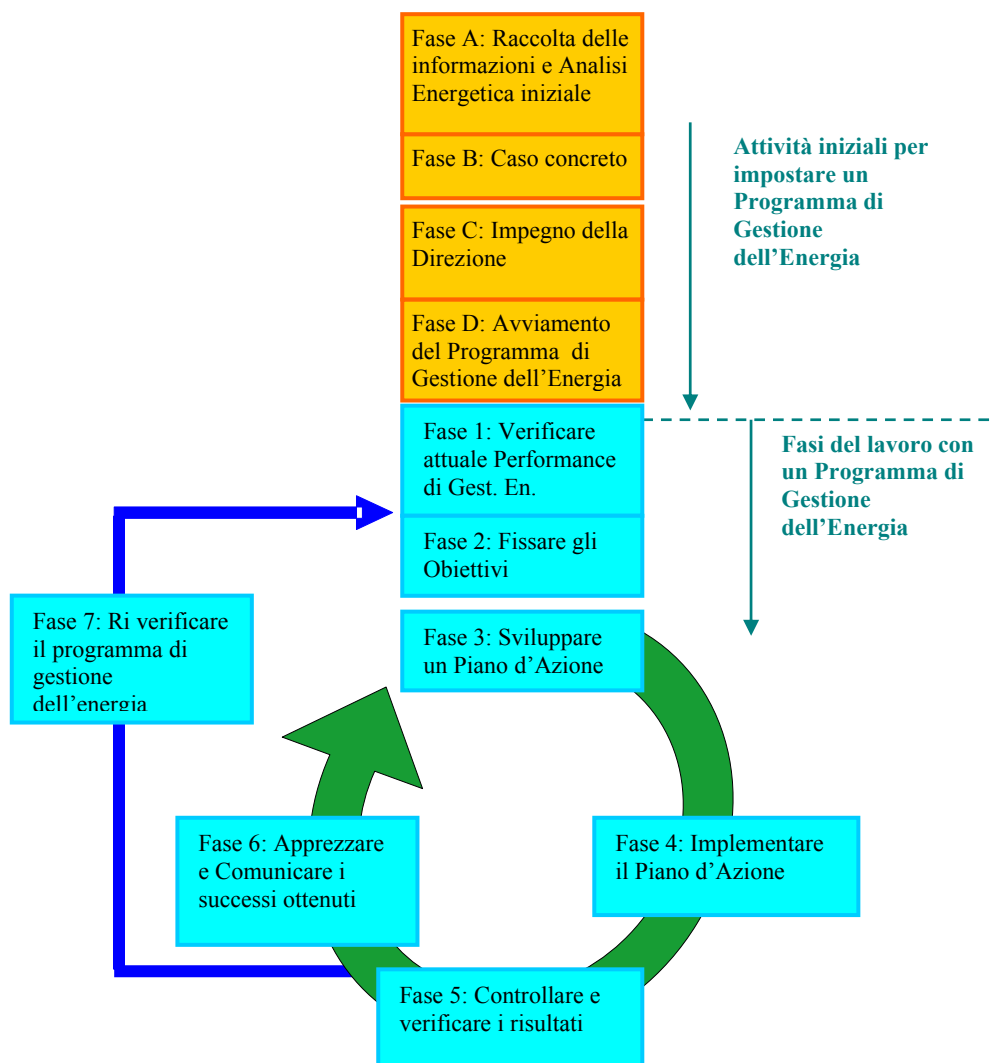 Fase A: Raccolta delle
informazioni e Analisi
Energetica iniziale
Fase B: Caso concreto
Fase C: Impegno della
Direzione
Fase D: Avviamento
del Programma di
Gestione dell’Energia
Attività iniziali per
impostare un
Programma di
Gestione
dell’Energia
Fase 1: Verificare
attuale Performance
di Gest. En.
Fase 2: Fissare gli
Obiettivi
Fasi del lavoro con
un Programma di
Gestione
dell’Energia
Fase 3: Sviluppare
un Piano d’Azione
Fase 7: Ri verificare
il programma di
gestione
dell’energia
Fase 6: Apprezzare
e Comunicare i
successi ottenuti
Fase 4: Implementare
il Piano d’Azione
Fase 5: Controllare e
verificare i risultati